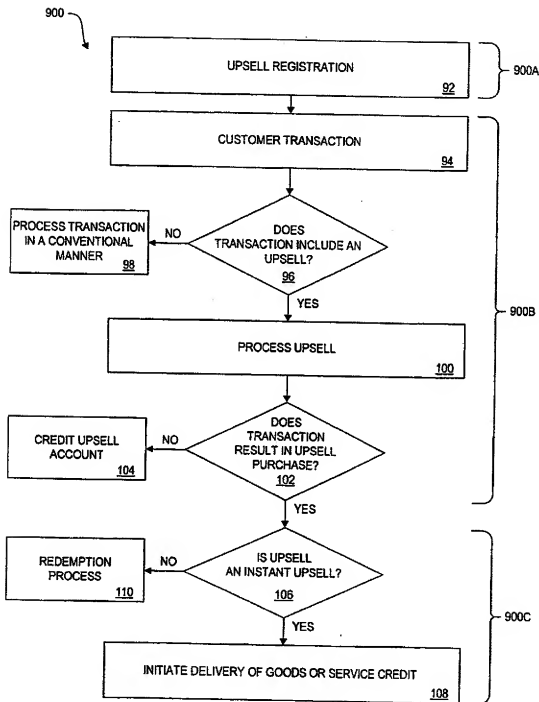 900
UPSELL REGISTRATION
92
900A
CUSTOMER TRANSACTION
94
DOES
TRANSACTION INCLUDE AN
UPSELL?
96
NO
PROCESS TRANSACTION
IN A CONVENTIONAL
MANNER
98
YES
900B
PROCESS UPSELL
100
DOES
TRANSACTION
RESULT IN UPSELL
PURCHASE?
102
NO
CREDIT UPSELL
ACCOUNT
104
YES
IS UPSELL
AN INSTANT UPSELL?
106
NO
REDEMPTION
PROCESS
110
YES
900C
INITIATE DELIVERY OF GOODS OR SERVICE CREDIT
108